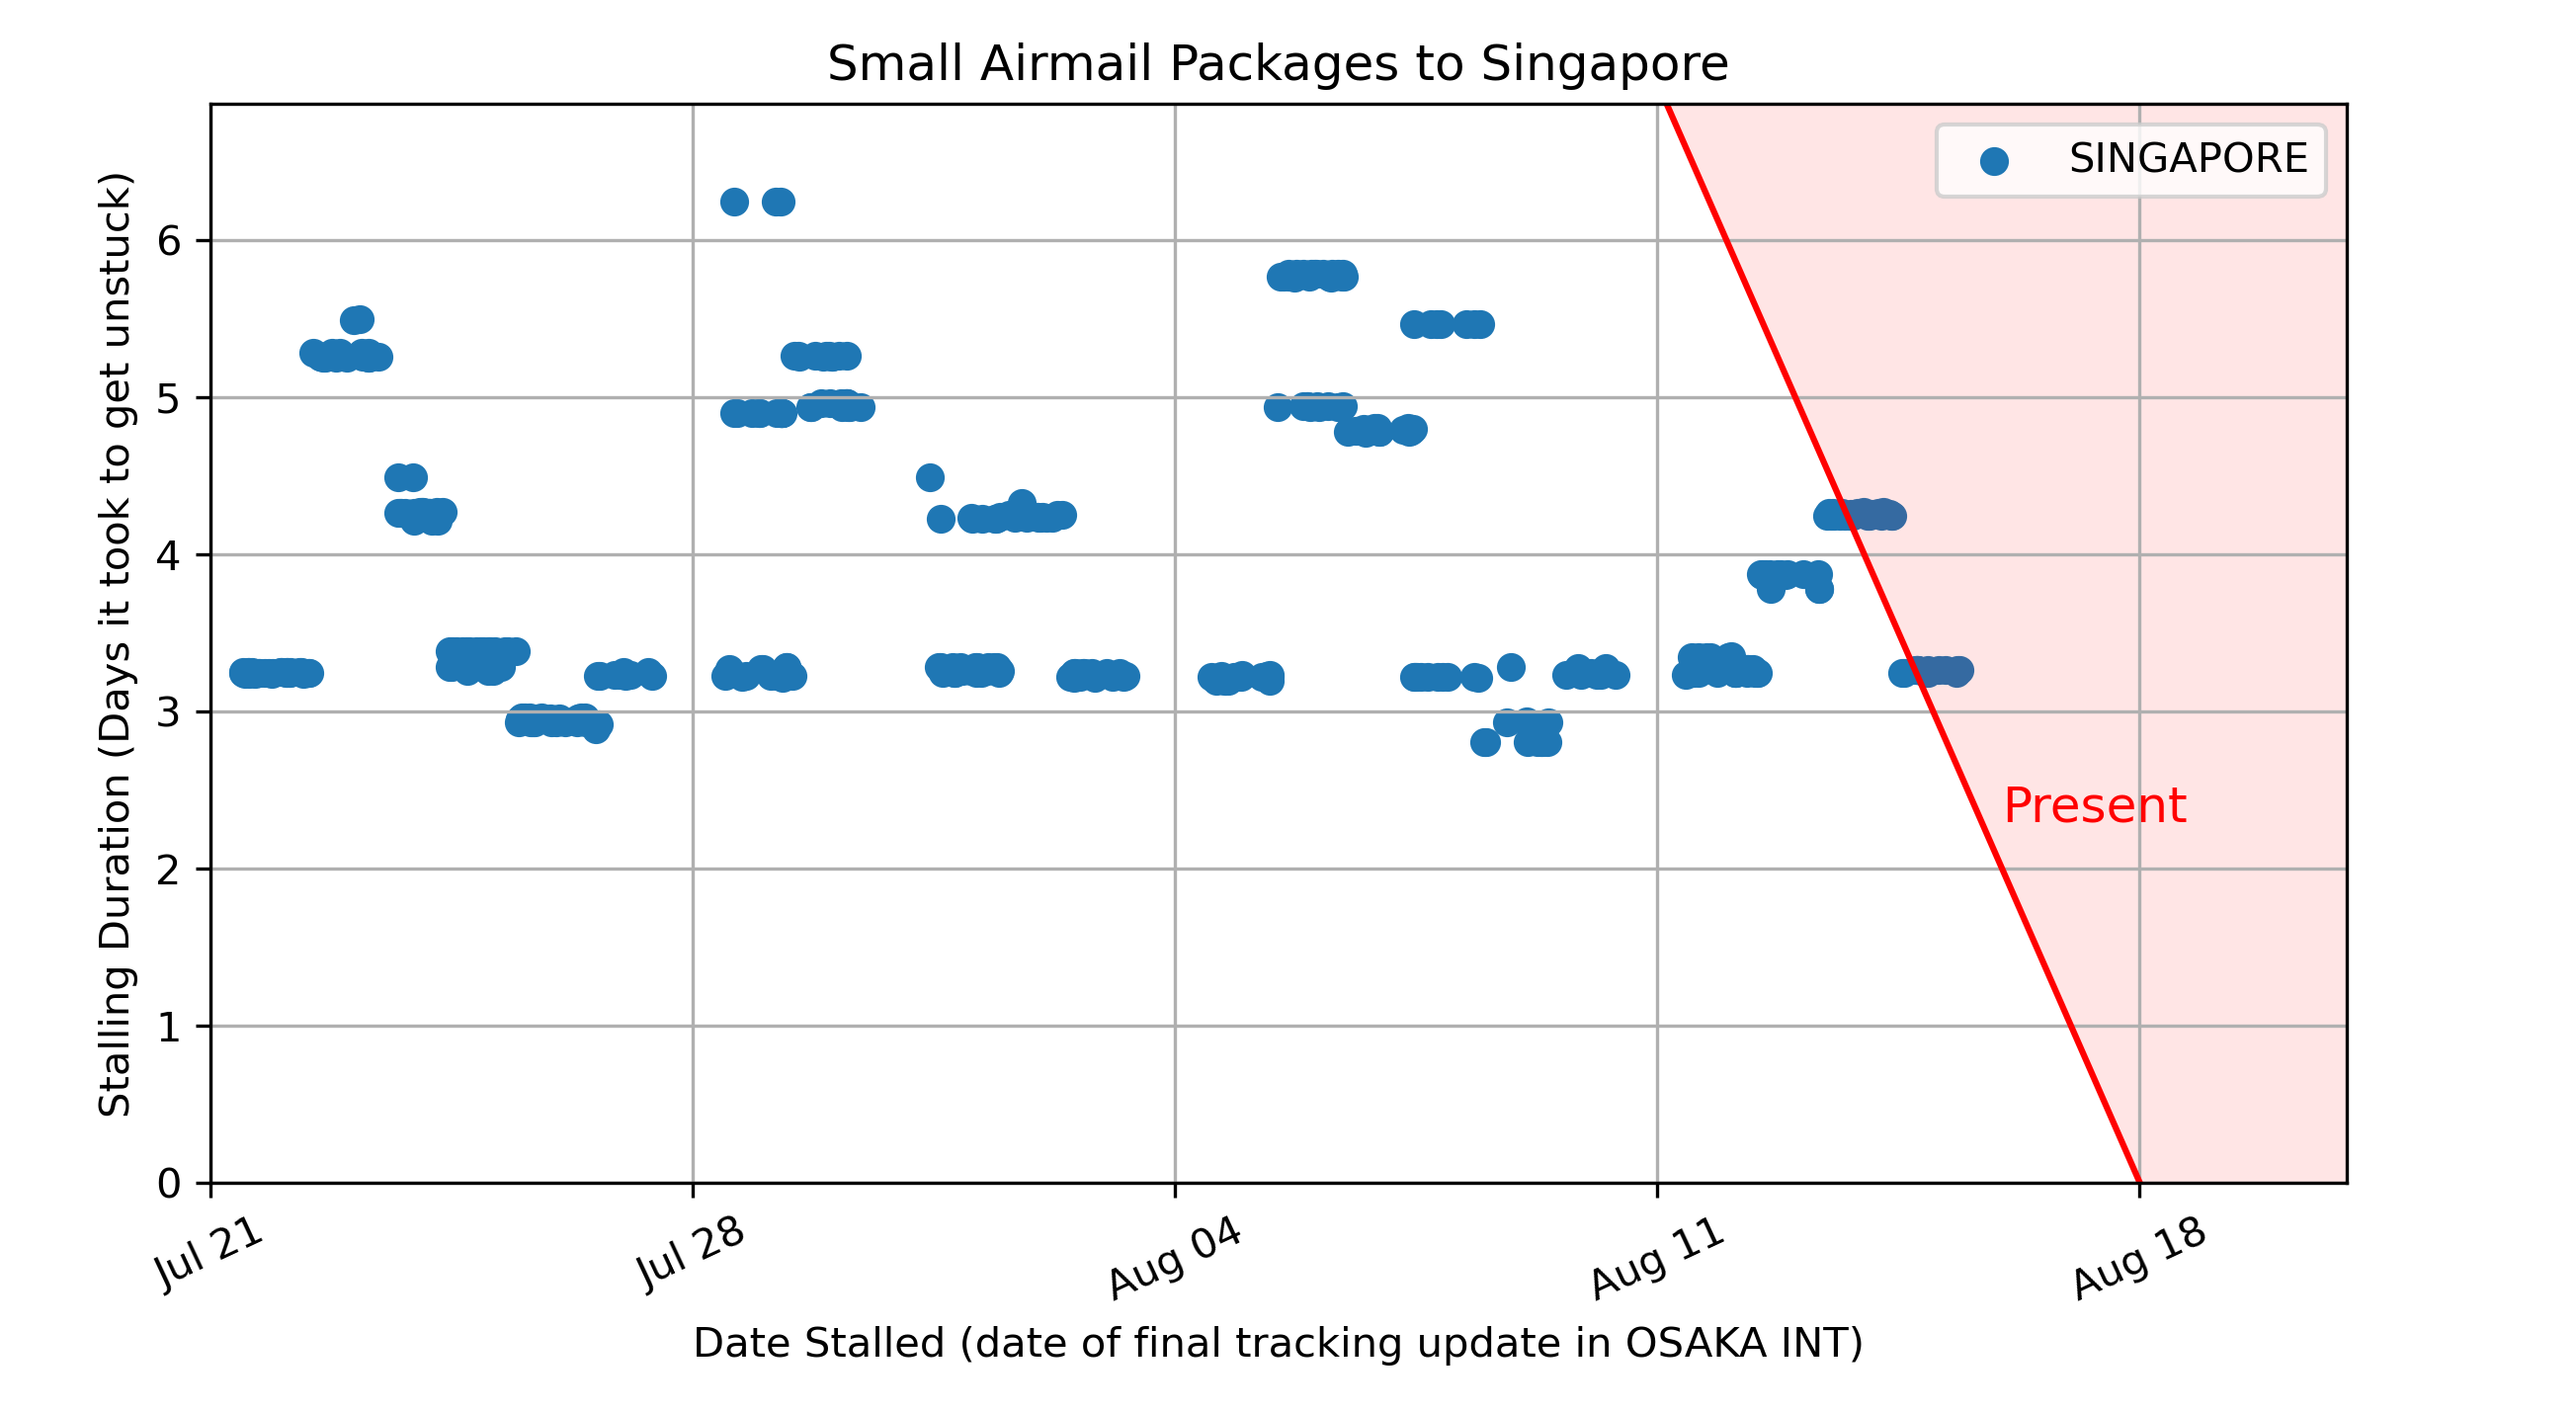 Small Airmail Packages to Singapore
SINGAPORE
Stalling Duration (Days it took to get unstuck)
6
5
4
3
2
1
0
Present
Jul 21
Jul 28
Aug 04
Aug 11
Aug 18
Date Stalled (date of final tracking update in OSAKA INT)